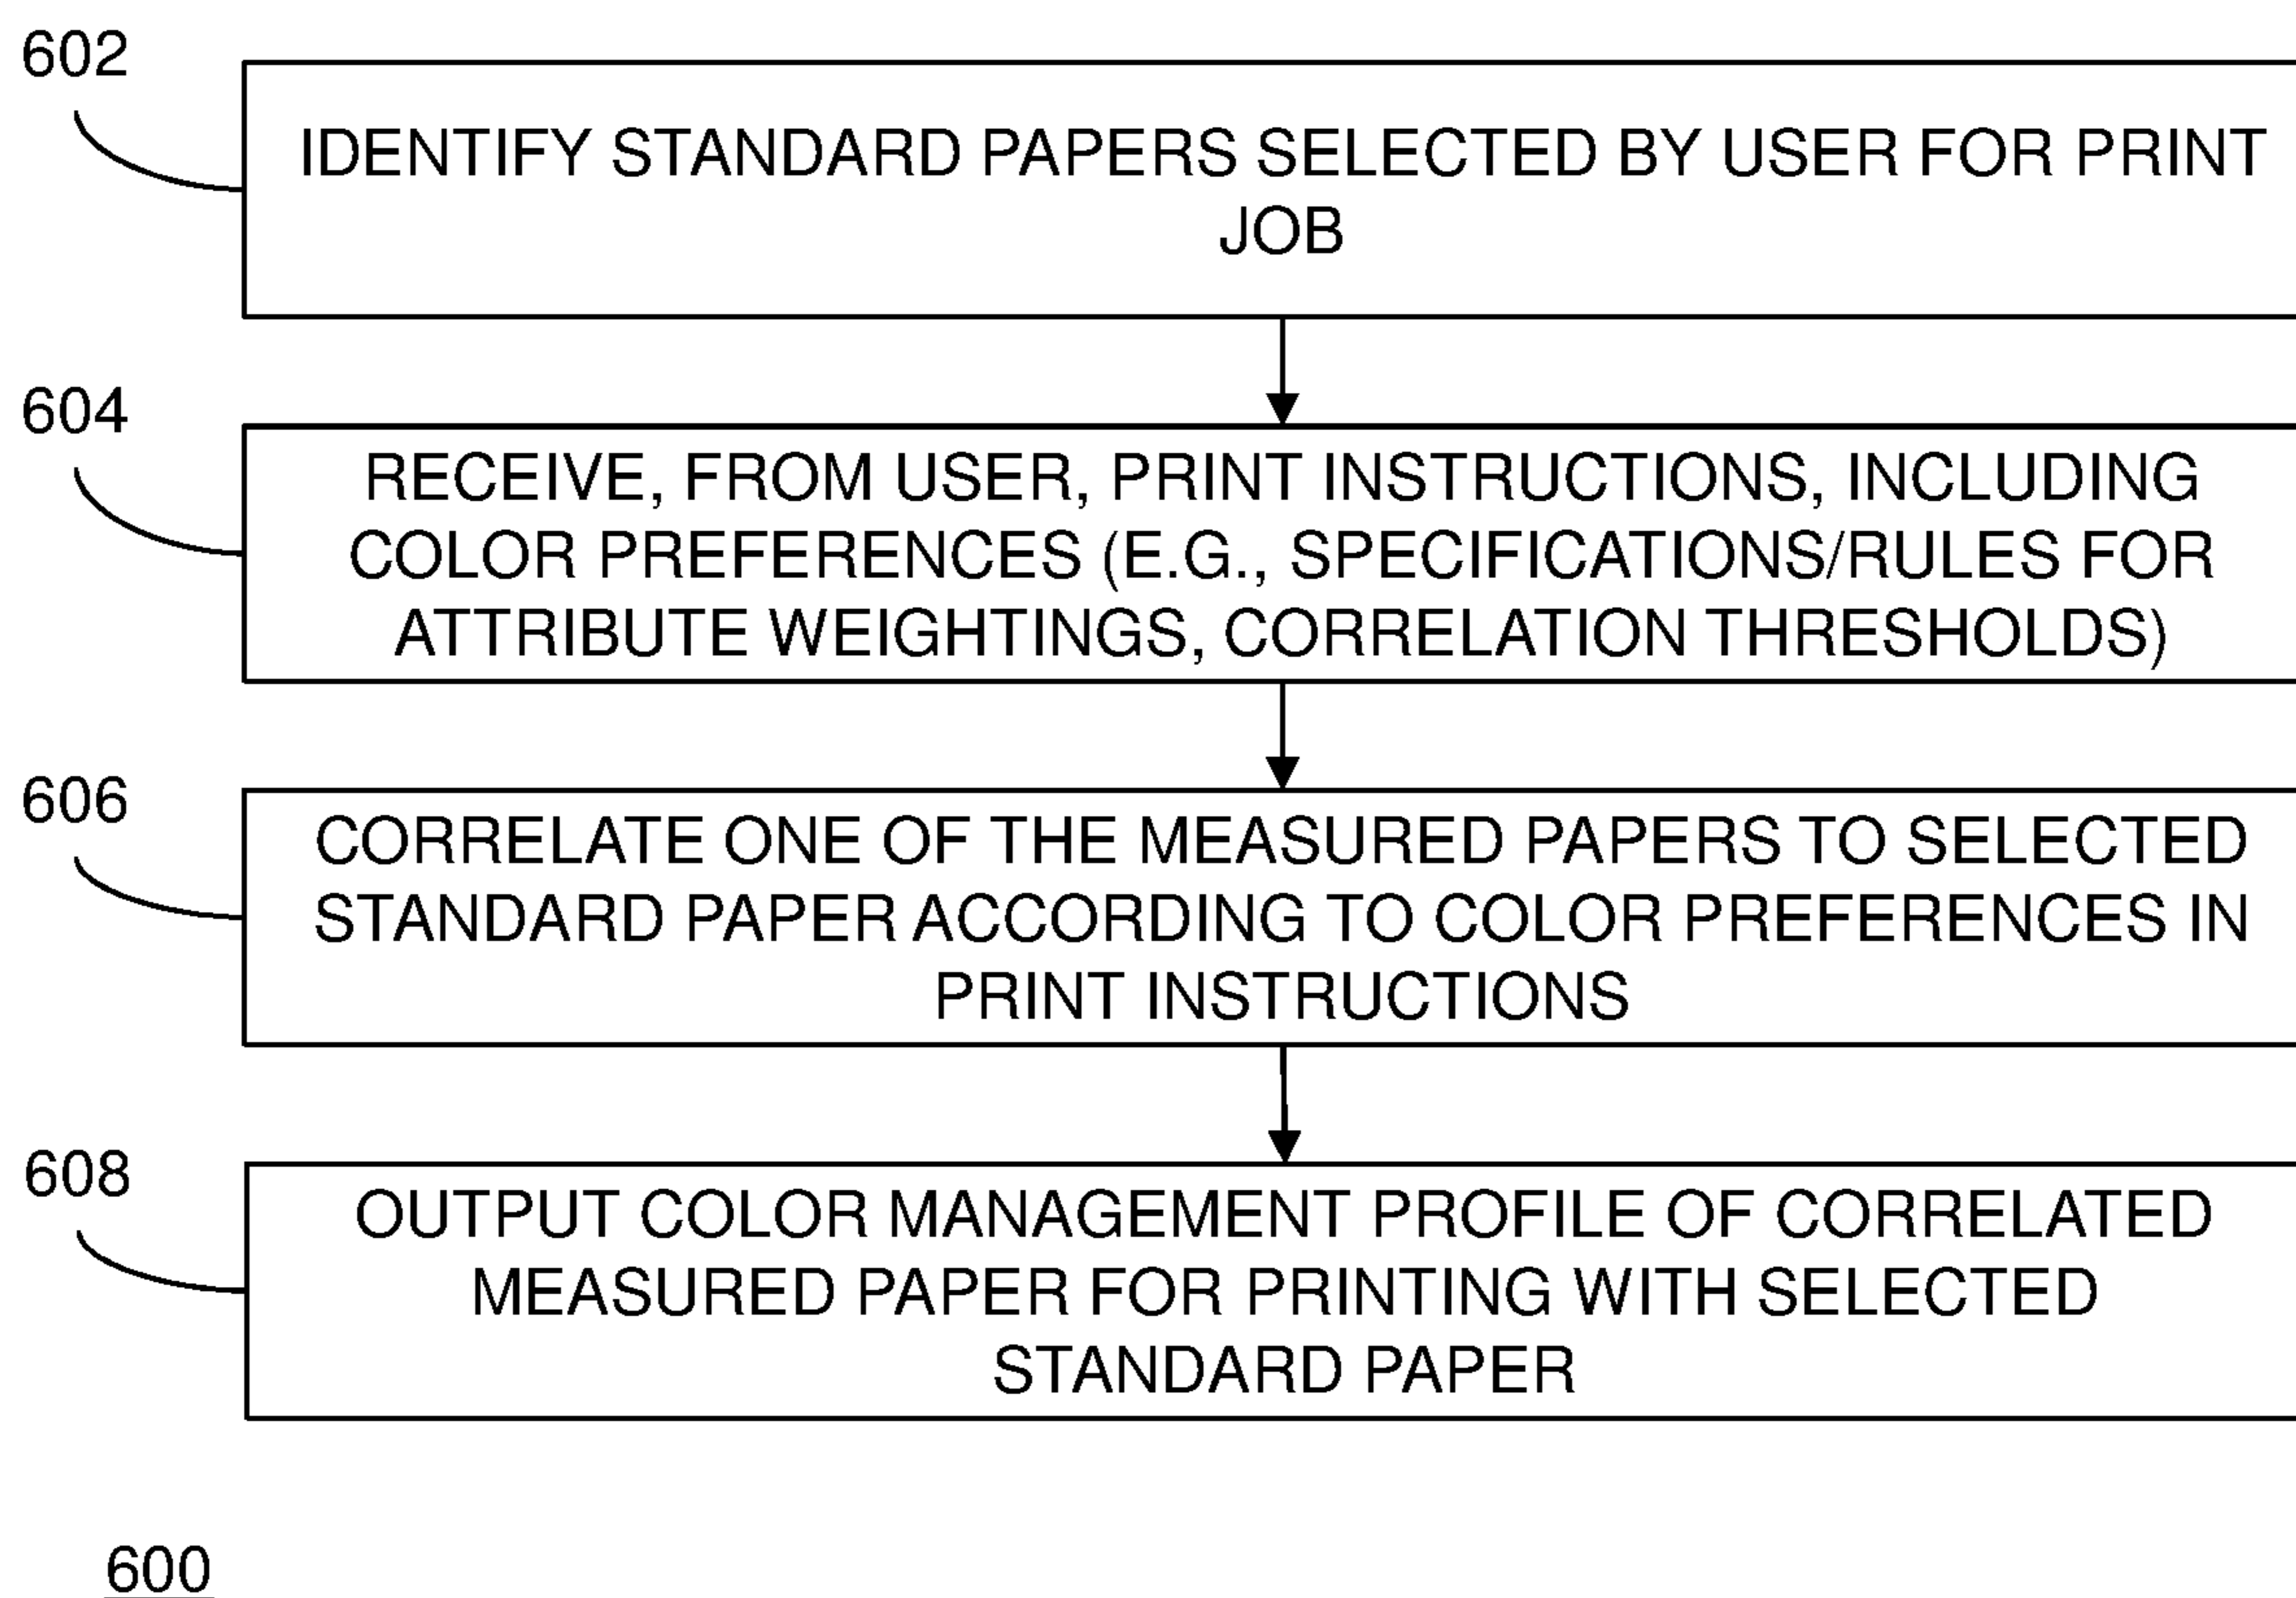 602
IDENTIFY STANDARD PAPERS SELECTED BY USER FOR PRINT
JOB
604
RECEIVE, FROM USER, PRINT INSTRUCTIONS, INCLUDING
COLOR PREFERENCES (E.G., SPECIFICATIONS/RULES FOR
ATTRIBUTE WEIGHTINGS, CORRELATION THRESHOLDS)
606
CORRELATE ONE OF THE MEASURED PAPERS TO SELECTED
STANDARD PAPER ACCORDING TO COLOR PREFERENCES IN
PRINT INSTRUCTIONS
608
OUTPUT COLOR MANAGEMENT PROFILE OF CORRELATED
MEASURED PAPER FOR PRINTING WITH SELECTED
STANDARD PAPER
600